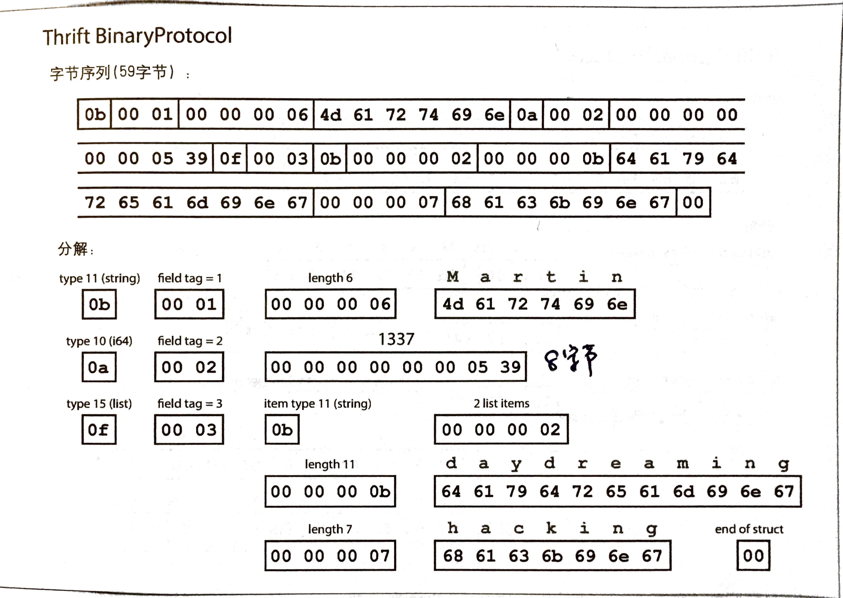 Thrift BinaryProtocol
字节序列(59字节):
0b 00 01 00 00 00 06 4d 61 72 74 69 6e 0a 00 02 00 00 00 00
00 00 05 39 0f 00 03 0b 00 00 00 02 00 00 00 0b 64 61 79 64
72 65 61 6d 69 6e 67 00 00 00 07 68 61 63 6b 69 6e 67 00
分解:
type 11 (string) field tag = 1 length 6 M a r t i n
0b 00 01 00 00 00 06 4d 61 72 74 69 6e
type 10 (i64) field tag = 2 1337
0a 00 02 00 00 00 00 00 00 05 39 8字节
type 15 (list) field tag = 3 item type 11 (string) 2 list items
0f 00 03 0b 00 00 00 02
length 11 d a y d r e a m i n g
00 00 00 0b 64 61 79 64 72 65 61 6d 69 6e 67
length 7 h a c k i n g end of struct
00 00 00 07 68 61 63 6b 69 6e 67 00